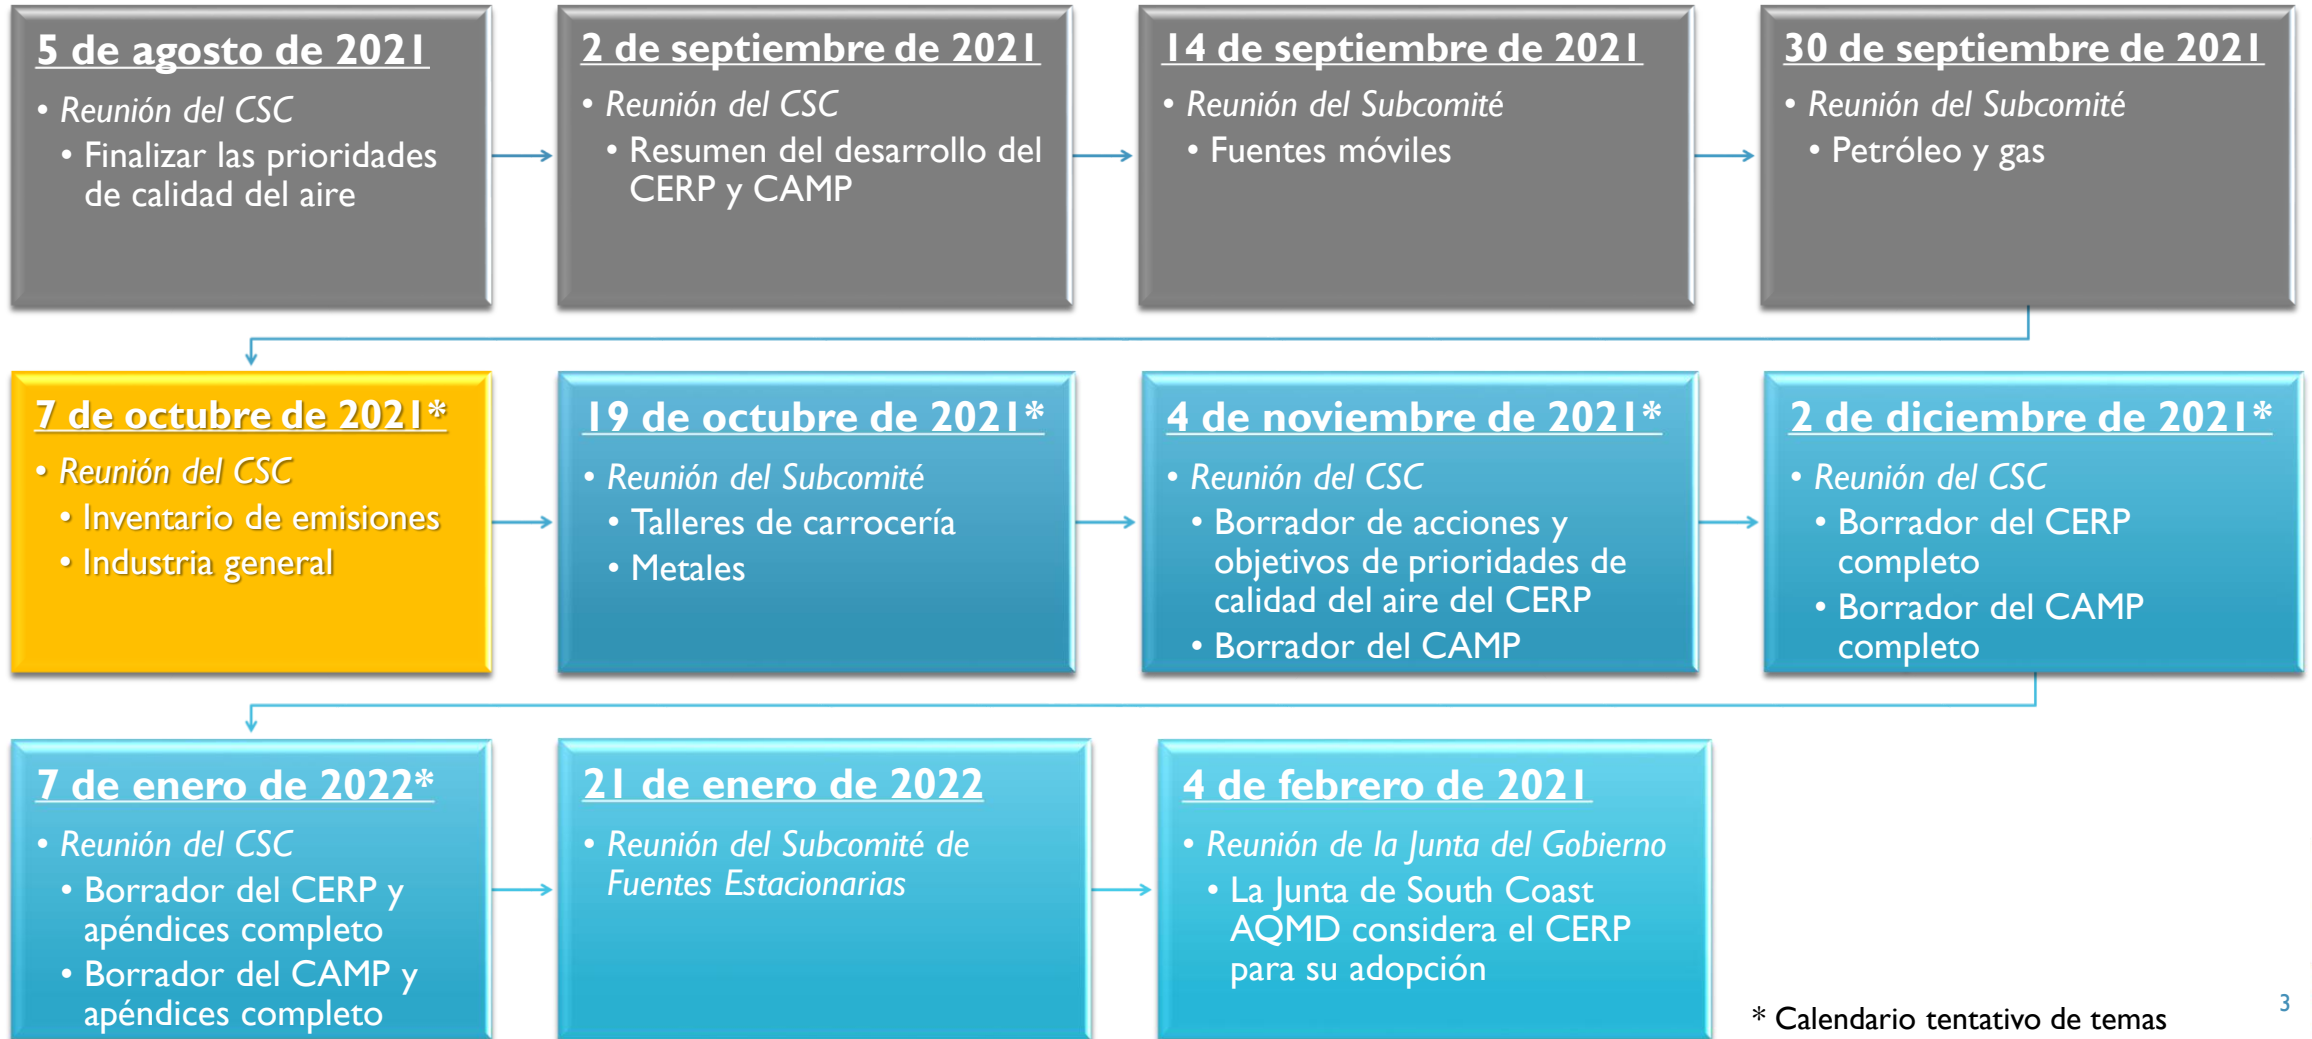 5 de agosto de 2021
• Reunión del CSC
• Finalizar las prioridades
de calidad del aire
2 de septiembre de 2021
• Reunión del CSC
• Resumen del desarrollo del
CERP y CAMP
14 de septiembre de 2021
• Reunión del Subcomité
• Fuentes móviles
30 de septiembre de 2021
• Reunión del Subcomité
• Petróleo y gas
7 de octubre de 2021*
• Reunión del CSC
• Inventario de emisiones
• Industria general
19 de octubre de 2021*
• Reunión del Subcomité
• Talleres de carrocería
• Metales
4 de noviembre de 2021*
• Reunión del CSC
• Borrador de acciones y
objetivos de prioridades de
calidad del aire del CERP
• Borrador del CAMP
2 de diciembre de 2021*
• Reunión del CSC
• Borrador del CERP
completo
• Borrador del CAMP
completo
7 de enero de 2022*
• Reunión del CSC
• Borrador del CERP y
apéndices completo
• Borrador del CAMP y
apéndices completo
21 de enero de 2022
• Reunión del Subcomité de
Fuentes Estacionarias
4 de febrero de 2021
• Reunión de la Junta del Gobierno
• La Junta de South Coast
AQMD considera el CERP
para su adopción
* Calendario tentativo de temas
3